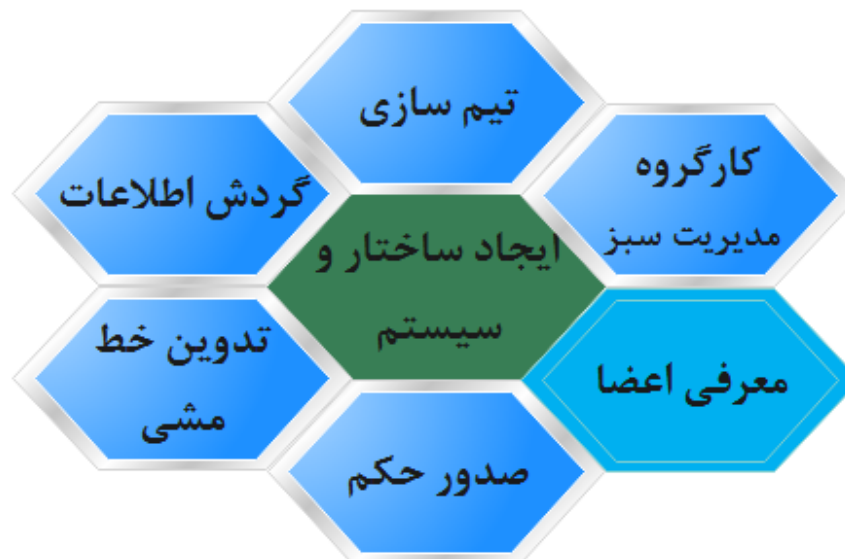 تیم سازی
کارگروه
مدیریت سبز
گردش اطلاعات
ایجاد ساختار و
سیستم
معرفی اعضا
تدوین خط
مشی
صدور حکم